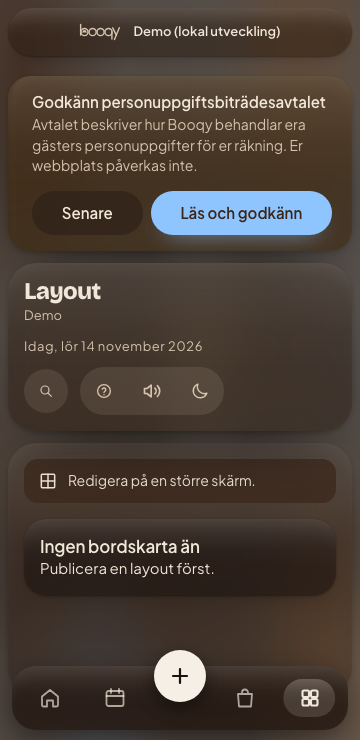 booqy Demo (lokal utveckling)
Godkänn personuppgiftsbiträdesavtalet
Avtalet beskriver hur Booqy behandlar era
gästers personuppgifter för er räkning. Er
webbplats påverkas inte.
Senare Läs och godkänn
Layout
Demo
Idag, lör 14 november 2026
Redigera på en större skärm.
Ingen bordskarta än
Publicera en layout först.